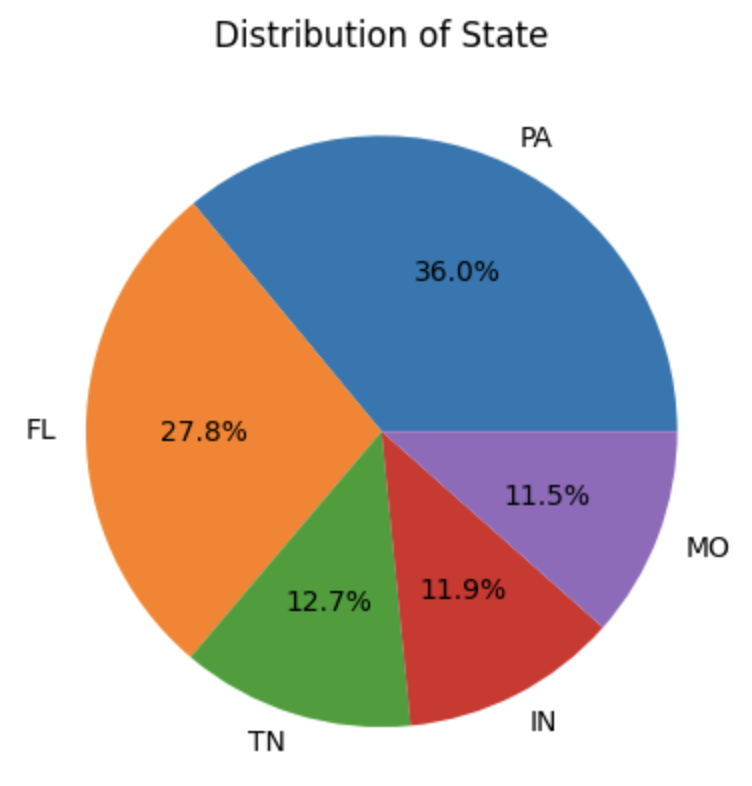 Distribution of State
PA
36.0%
FL
27.8%
11.5%
MO
12.7%
11.9%
TN
IN